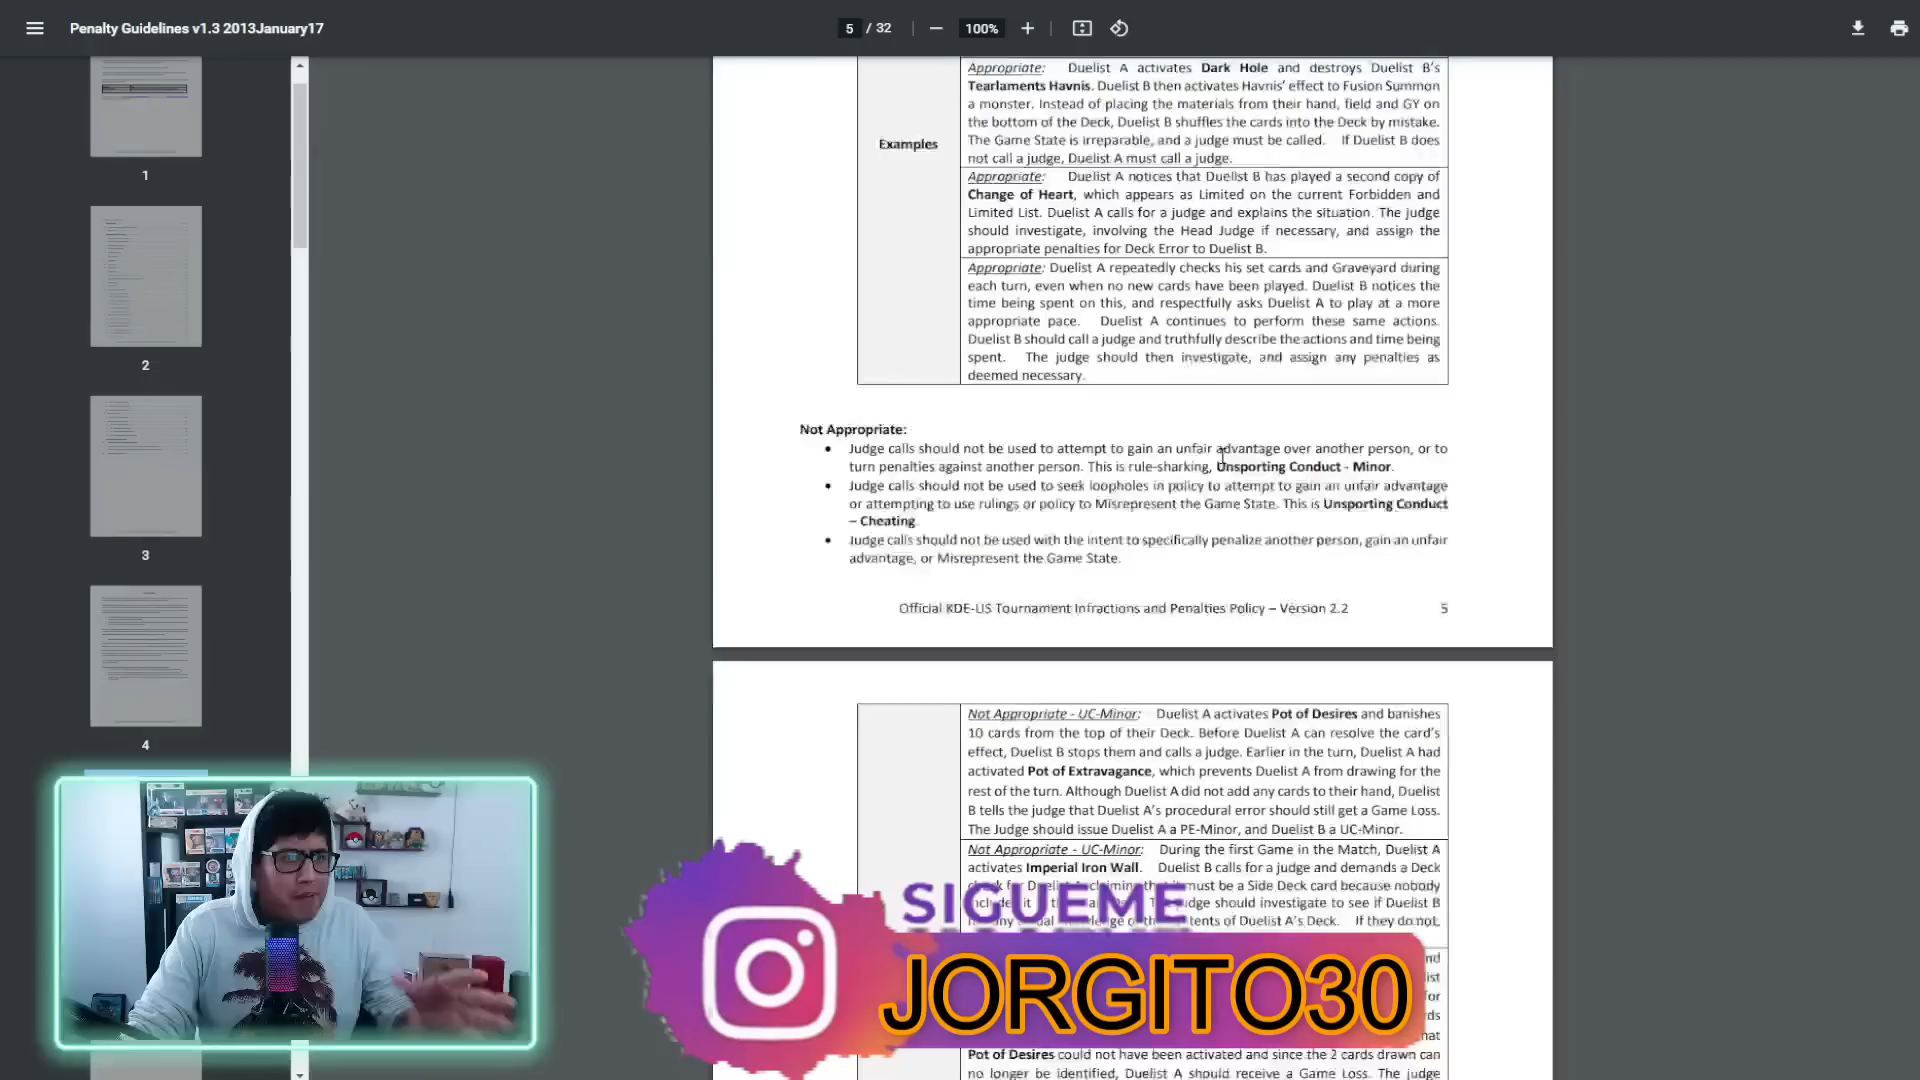 Penalty Guidelines v1.3 2013January17
5 / 32
100%
1
2
3
4
Examples
Appropriate: Duelist A activates Dark Hole and destroys Duelist B's
Tearlaments Havnis. Duelist B then activates Havnis' effect to Fusion Summon
a monster. Instead of placing the materials from their hand, field and GY on
the bottom of the Deck, Duelist B shuffles the cards into the Deck by mistake.
The Game State is irreparable, and a judge must be called. If Duelist B does
not call a judge, Duelist A must call a judge.
Appropriate: Duelist A notices that Duelist B has played a second copy of
Change of Heart, which appears as Limited on the current Forbidden and
Limited List. Duelist A calls for a judge and explains the situation. The judge
should investigate, involving the Head Judge if necessary, and assign the
appropriate penalties for Deck Error to Duelist B.
Appropriate: Duelist A repeatedly checks his set cards and Graveyard during
each turn, even when no new cards have been played. Duelist B notices the
time being spent on this, and respectfully asks Duelist A to play at a more
appropriate pace. Duelist A continues to perform these same actions.
Duelist B should call a judge and truthfully describe the actions and time being
spent. The judge should then investigate, and assign any penalties as
deemed necessary.
Not Appropriate:
• Judge calls should not be used to attempt to gain an unfair advantage over another person, or to
turn penalties against another person. This is rule-sharking, Unsporting Conduct - Minor.
• Judge calls should not be used to seek loopholes in policy to attempt to gain an unfair advantage
or attempting to use rulings or policy to Misrepresent the Game State. This is Unsporting Conduct
– Cheating
• Judge calls should not be used with the intent to specifically penalize another person, gain an unfair
advantage, or Misrepresent the Game State.
Official KDE-US Tournament Infractions and Penalties Policy – Version 2.2 5
Not Appropriate - UC-Minor: Duelist A activates Pot of Desires and banishes
10 cards from the top of their Deck. Before Duelist A can resolve the card's
effect, Duelist B stops them and calls a judge. Earlier in the turn, Duelist A had
activated Pot of Extravagance, which prevents Duelist A from drawing for the
rest of the turn. Although Duelist A did not add any cards to their hand, Duelist
B tells the judge that Duelist A's procedural error should still get a Game Loss.
The Judge should issue Duelist A a PE-Minor, and Duelist B a UC-Minor.
Not Appropriate - UC-Minor: During the first Game in the Match, Duelist A
activates Imperial Iron Wall. Duelist B calls for a judge and demands a Deck
must be a Side Deck card because nobody
should investigate to see if Duelist B
of Duelist A's Deck. If they do not,
for
Pot of Desires could not have been activated and since the 2 cards drawn can
no longer be identified, Duelist A should receive a Game Loss. The judge
SIGUEME
JORGITO30